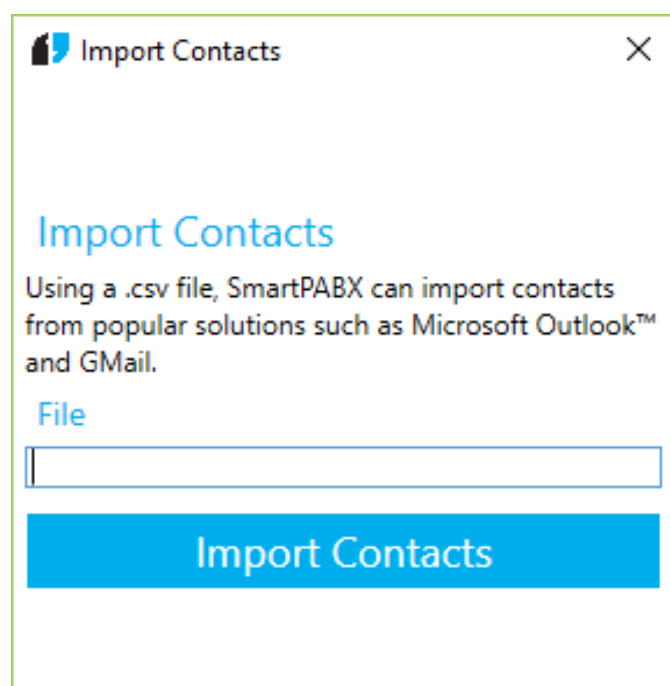 Import Contacts
Import Contacts
Using a .csv file, SmartPABX can import contacts
from popular solutions such as Microsoft Outlook™
and GMail.
File
Import Contacts